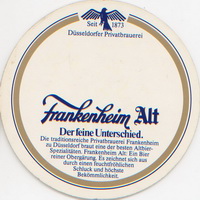 Seit 1873
Düsseldorfer Privatbrauerei
Frankenheim Alt
Der feine Unterschied.
Die traditionsreiche Privatbrauerei Frankenheim
zu Düsseldorf braut eine der besten Altbier-
Spezialitäten. Frankenheim Alt: Ein Bier
reiner Obergärung. Es zeichnet sich aus
durch einen feuchtfröhlichen
Schluck und höchste
Bekömmlichkeit.